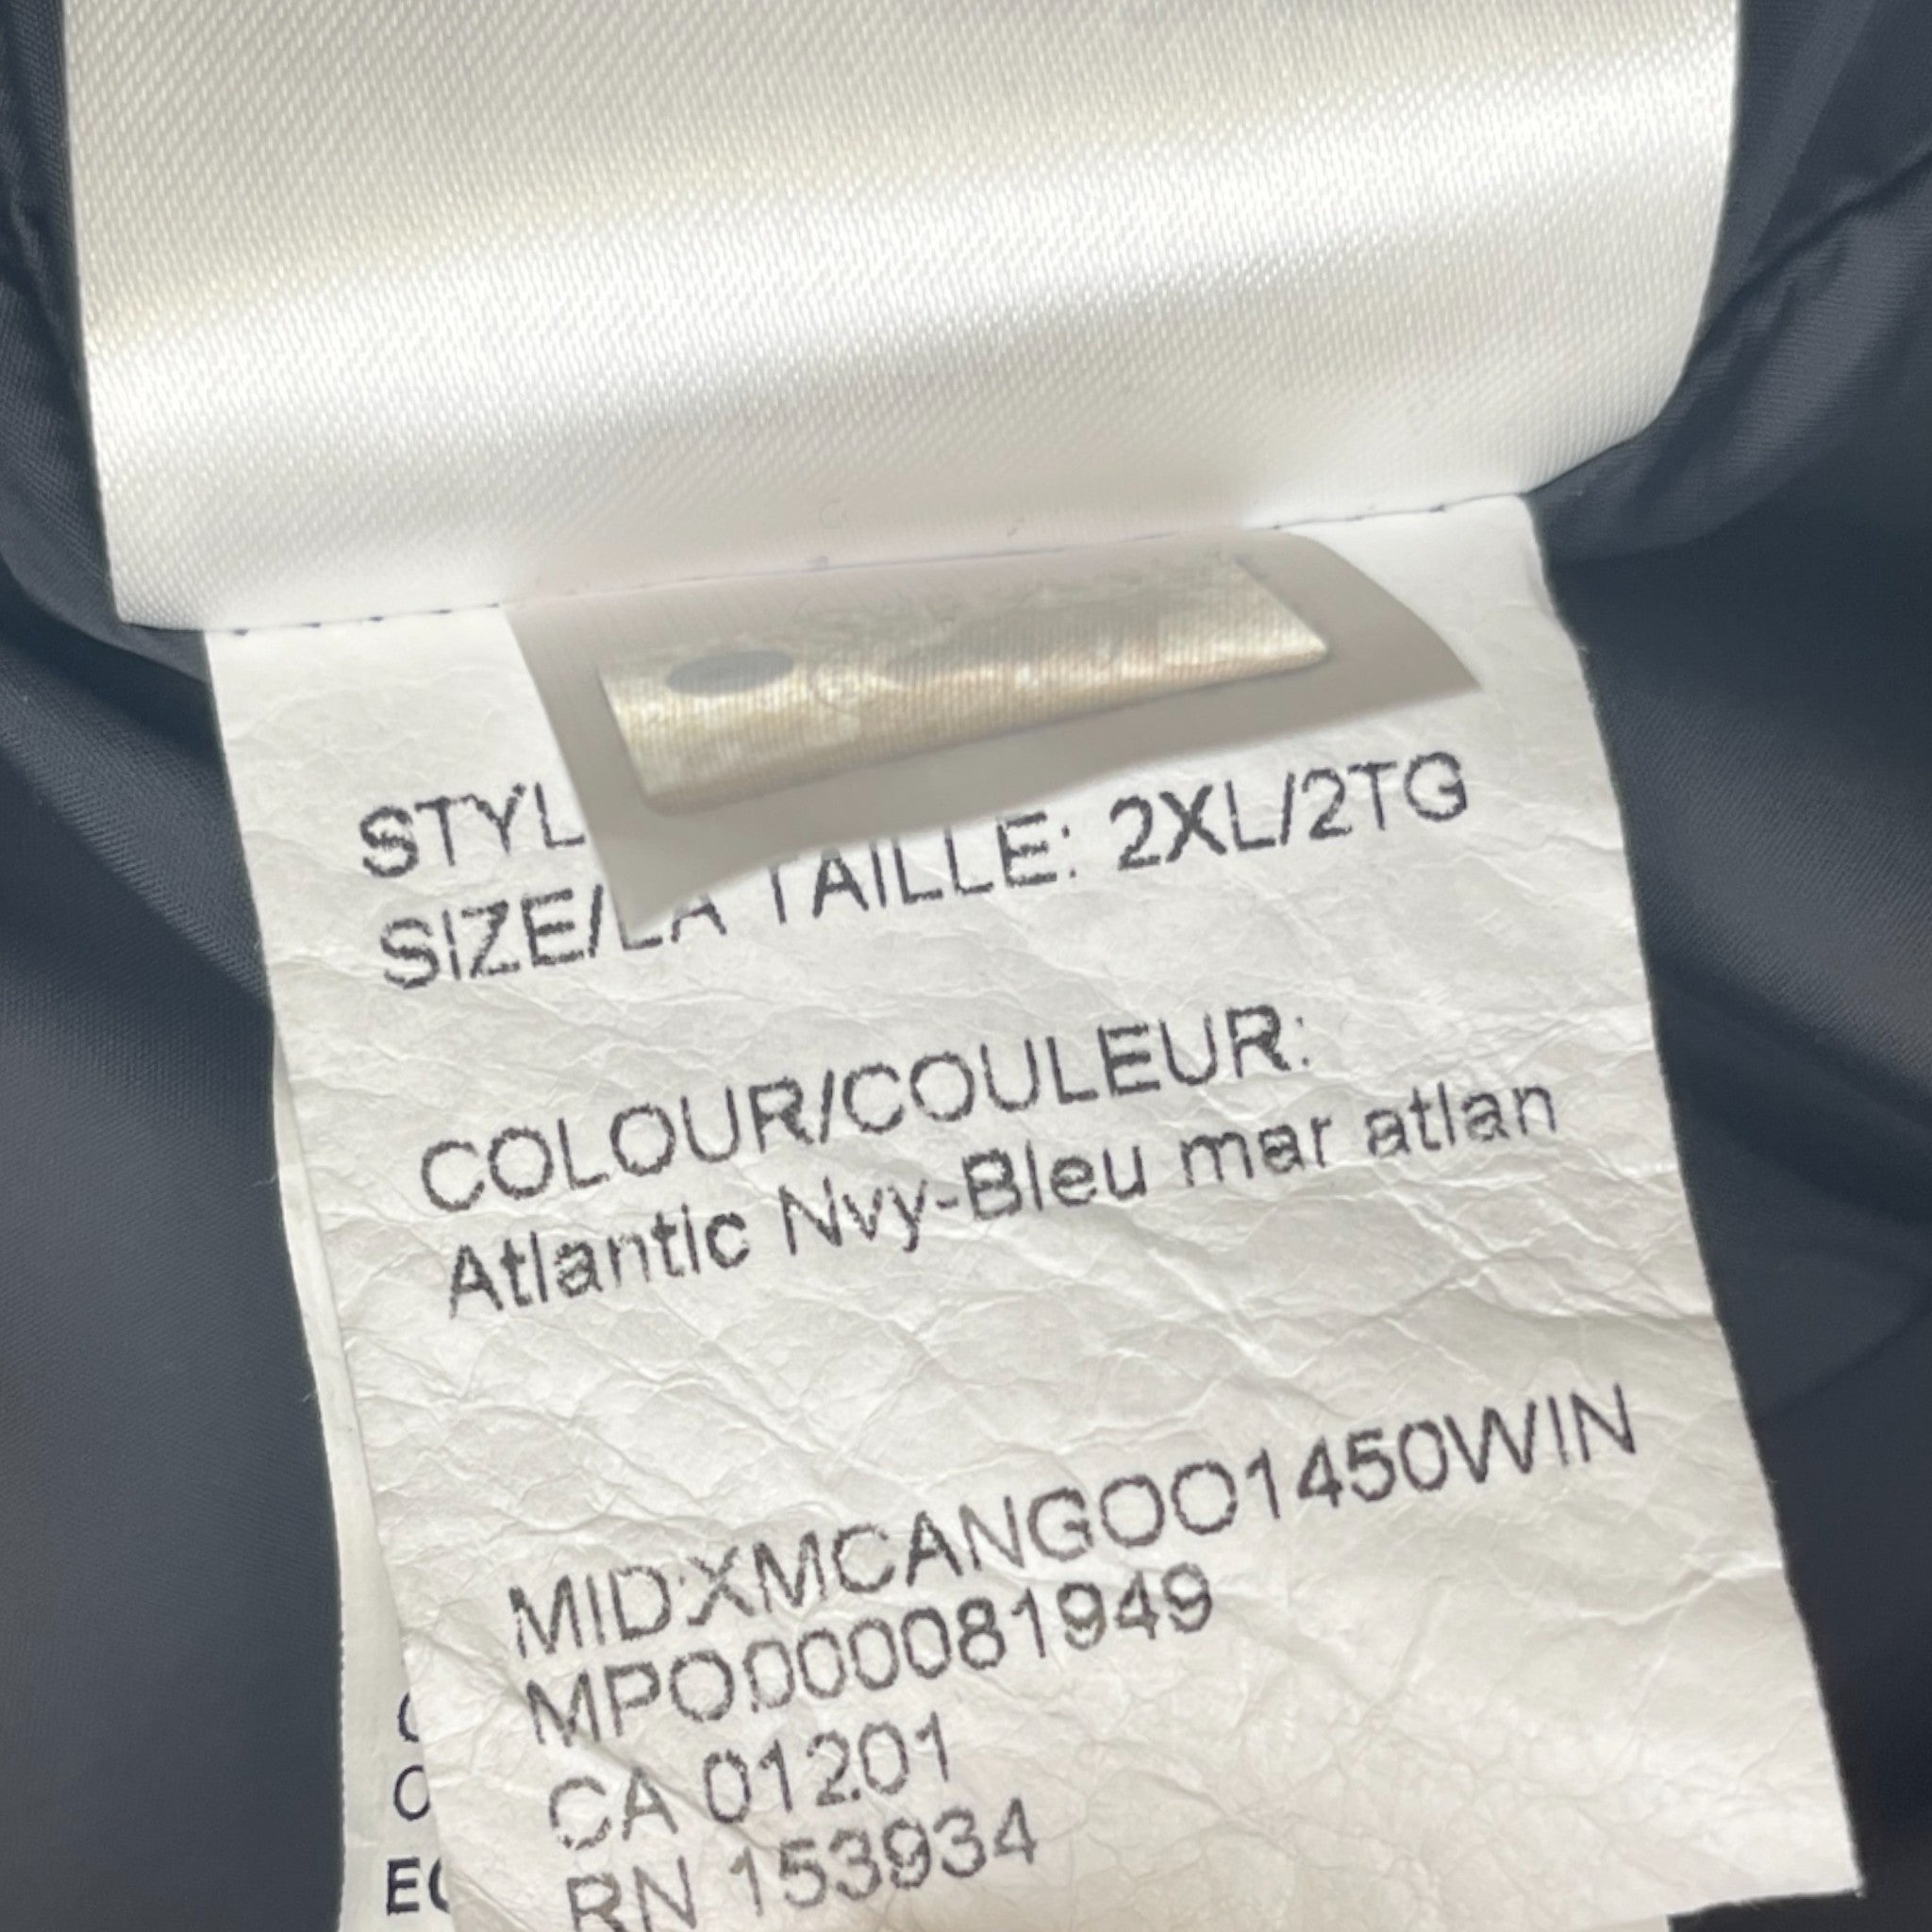 STYL
SIZE/LA TAILLE: 2XL/2TG
COLOUR/COULEUR:
Atlantic Nvy-Bleu mar atlan
MID:XMCANGOO1450WIN
MPO000081949
CA 01201
RN 153934